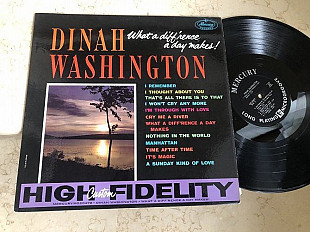 What a diff'rence
a day makes!
Mercury
DINAH
WASHINGTON
I REMEMBER
I THOUGHT ABOUT YOU
THAT'S ALL THERE IS TO THAT
I WON'T CRY ANY MORE
I'M THROUGH WITH LOVE
CRY ME A RIVER
WHAT A DIFF'RENCE A DAY
MAKES
NOTHING IN THE WORLD
MANHATTAN
TIME AFTER TIME
IT'S MAGIC
A SUNDAY KIND OF LOVE
HIGH Custom FIDELITY
MERCURY
LONG PLAYING